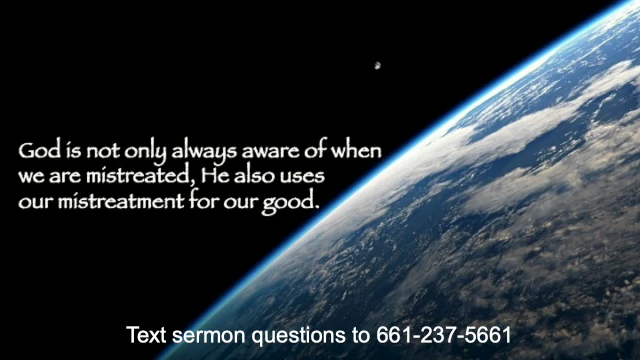 God is not only always aware of when
we are mistreated, He also uses
our mistreatment for our good.
Text sermon questions to 661-237-5661